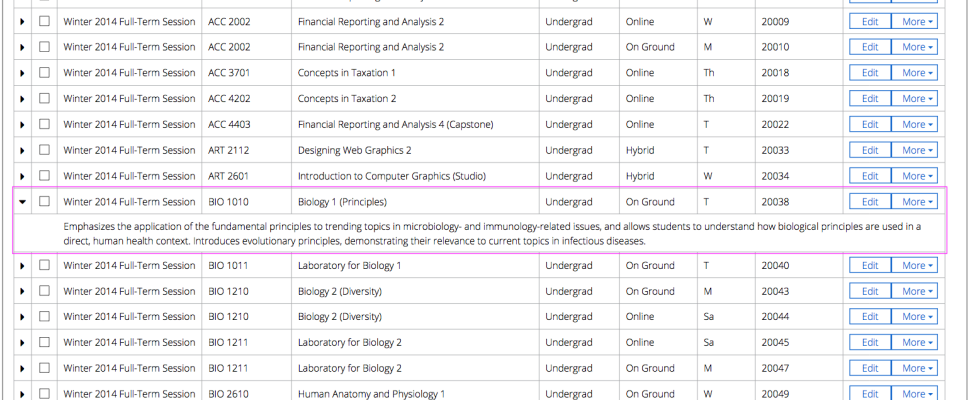 Winter 2014 Full-Term Session ACC 2002 Financial Reporting and Analysis 2 Undergrad Online W 20009 Edit More
Winter 2014 Full-Term Session ACC 2002 Financial Reporting and Analysis 2 Undergrad On Ground M 20010 Edit More
Winter 2014 Full-Term Session ACC 3701 Concepts in Taxation 1 Undergrad Online Th 20018 Edit More
Winter 2014 Full-Term Session ACC 4202 Concepts in Taxation 2 Undergrad Online Th 20019 Edit More
Winter 2014 Full-Term Session ACC 4403 Financial Reporting and Analysis 4 (Capstone) Undergrad Online T 20022 Edit More
Winter 2014 Full-Term Session ART 2112 Designing Web Graphics 2 Undergrad Hybrid T 20033 Edit More
Winter 2014 Full-Term Session ART 2601 Introduction to Computer Graphics (Studio) Undergrad Hybrid W 20034 Edit More
Winter 2014 Full-Term Session BIO 1010 Biology 1 (Principles) Undergrad On Ground T 20038 Edit More
Emphasizes the application of the fundamental principles to trending topics in microbiology- and immunology-related issues, and allows students to understand how biological principles are used in a
direct, human health context. Introduces evolutionary principles, demonstrating their relevance to current topics in infectious diseases.
Winter 2014 Full-Term Session BIO 1011 Laboratory for Biology 1 Undergrad On Ground T 20040 Edit More
Winter 2014 Full-Term Session BIO 1210 Biology 2 (Diversity) Undergrad On Ground M 20043 Edit More
Winter 2014 Full-Term Session BIO 1210 Biology 2 (Diversity) Undergrad Online Sa 20044 Edit More
Winter 2014 Full-Term Session BIO 1211 Laboratory for Biology 2 Undergrad Online Sa 20045 Edit More
Winter 2014 Full-Term Session BIO 1211 Laboratory for Biology 2 Undergrad On Ground M 20047 Edit More
Winter 2014 Full-Term Session BIO 2610 Human Anatomy and Physiology 1 Undergrad On Ground W 20049 Edit More